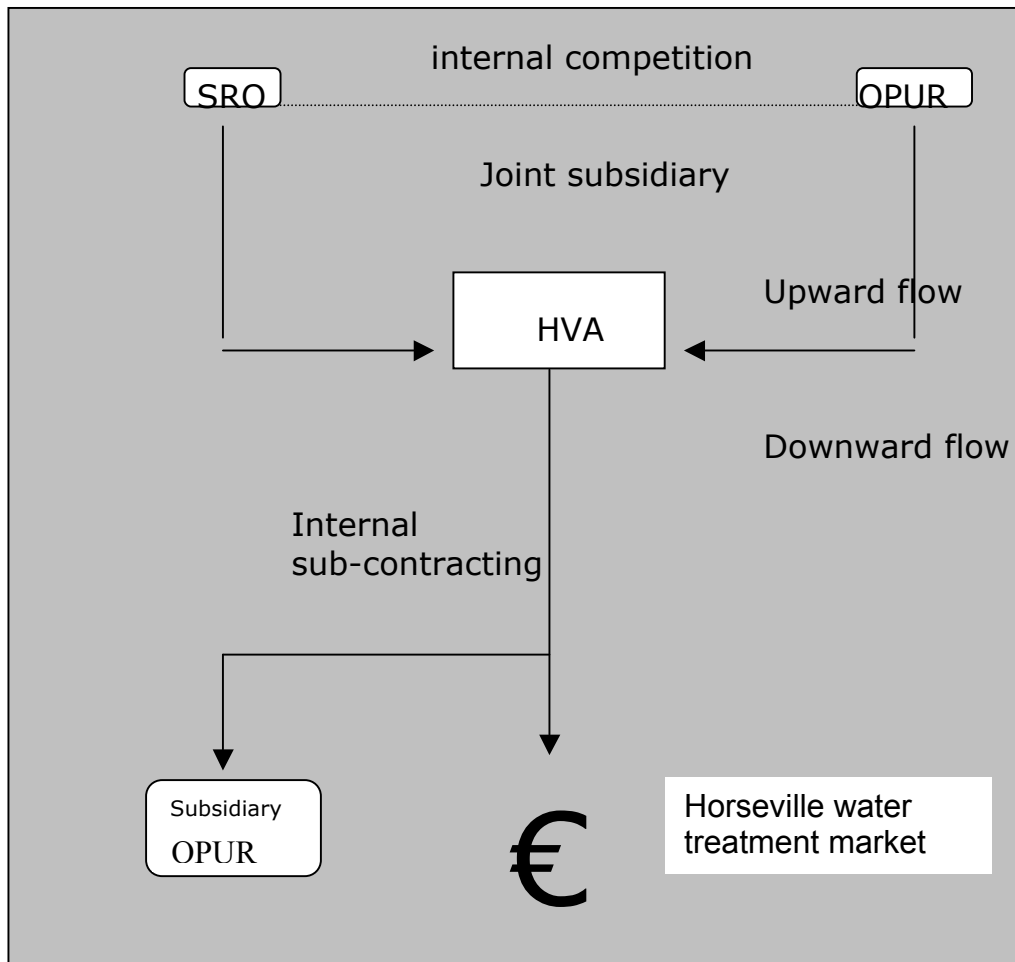 internal competition
SRO
OPUR
Joint subsidiary
Upward flow
HVA
Downward flow
Internal
sub-contracting
Subsidiary
OPUR
€
Horseville water
treatment market